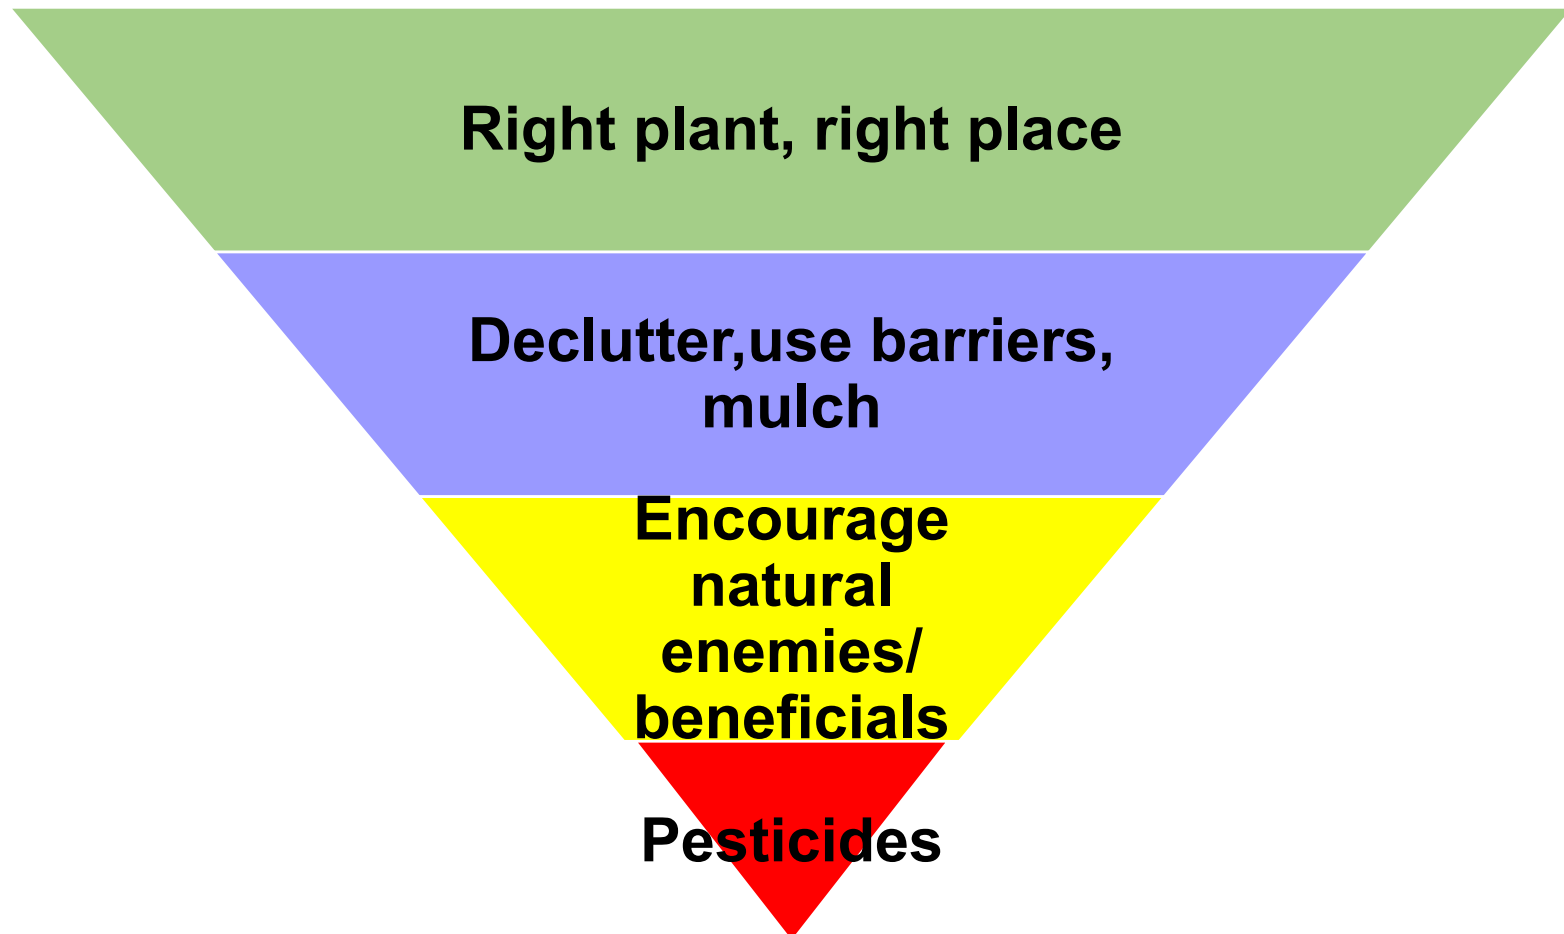 Right plant, right place
Declutter,use barriers,
mulch
Encourage
natural
enemies/
beneficials
Pesticides